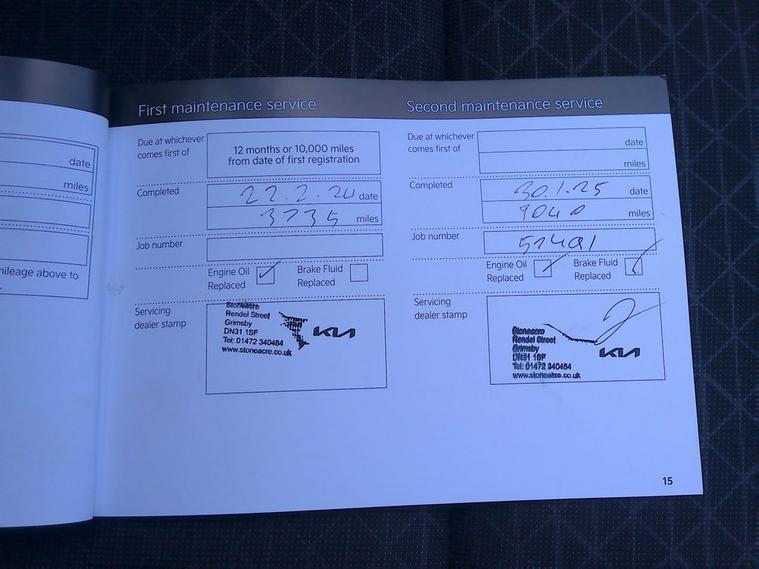 date
miles
mileage above to
First maintenance service
Due at whichever
comes first of
12 months or 10,000 miles
from date of first registration
Completed
22.2.24 date
3735 miles
Job number
Engine Oil
Replaced
Brake Fluid
Replaced
Servicing
dealer stamp
Stoneacre
Rendel Street
Grimsby
DN31 1SF
Tel: 01472 340484
www.stoneacre.co.uk
KIA
Second maintenance service
Due at whichever
comes first of
date
miles
Completed
30.1.25 date
9040 miles
Job number
Engine Oil
Replaced
Brake Fluid
Replaced
Servicing
dealer stamp
Stoneacre
Rendel Street
Grimsby
DN31 1SF
Tel: 01472 340484
www.stoneacre.co.uk
KIA
15